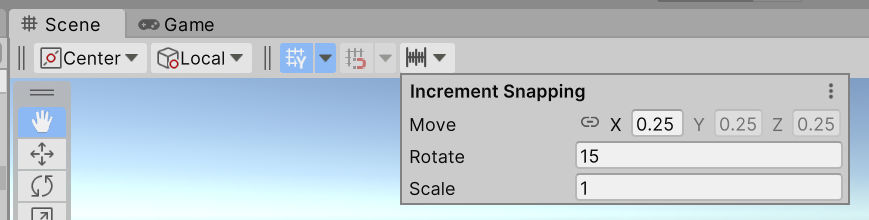 Scene Game
Center Local
Increment Snapping
Move X 0.25 Y 0.25 Z 0.25
Rotate 15
Scale 1